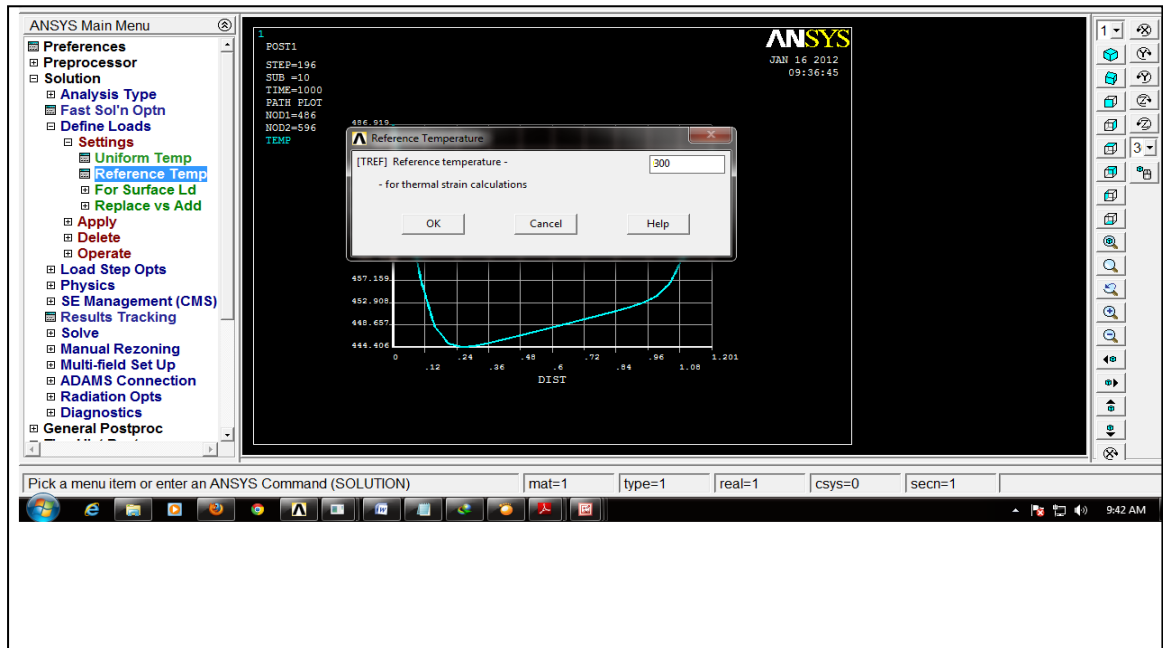 ANSYS Main Menu
Preferences
Preprocessor
Solution
Analysis Type
Fast Sol'n Optn
Define Loads
Settings
Uniform Temp
Reference Temp
For Surface Ld
Replace vs Add
Apply
Delete
Operate
Load Step Opts
Physics
SE Management (CMS)
Results Tracking
Solve
Manual Rezoning
Multi-field Set Up
ADAMS Connection
Radiation Opts
Diagnostics
General Postproc
1
POST1
STEP=196
SUB =10
TIME=1000
PATH PLOT
NOD1=486
NOD2=596
TEMP
ANSYS
JAN 16 2012
09:36:45
486.919
Reference Temperature
[TREF] Reference temperature -
300
- for thermal strain calculations
OK Cancel Help
457.159
452.908
448.657
444.406
0 .24 .48 .72 .96 1.201
.12 .36 .6 .84 1.08
DIST
1
3
Pick a menu item or enter an ANSYS Command (SOLUTION) mat=1 type=1 real=1 csys=0 secn=1
9:42 AM